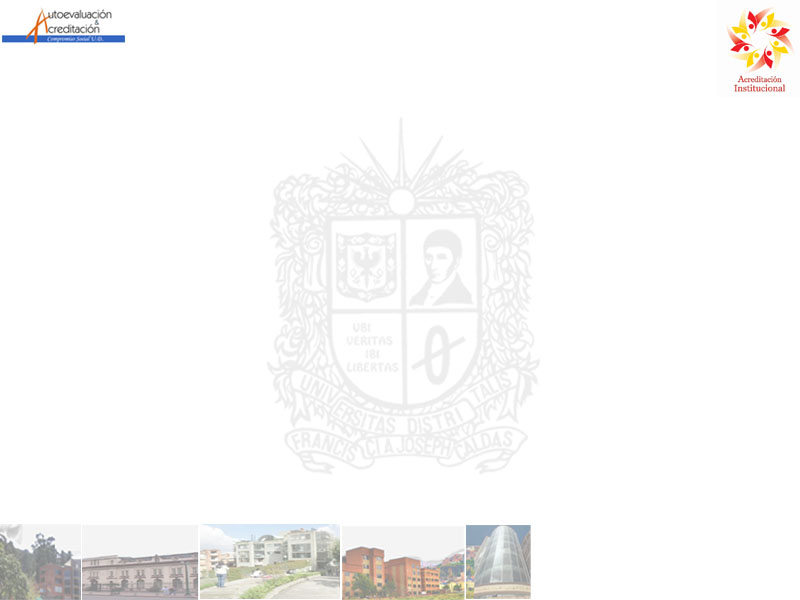 Autoevaluación
&
Acreditación
Compromiso Social U.D.
Acreditación
Institucional
UBI
VERITAS
IBI
LIBERTAS
UNIVERSITAS DISTRITALIS
FRANCISCI A JOSEPH CALDAS